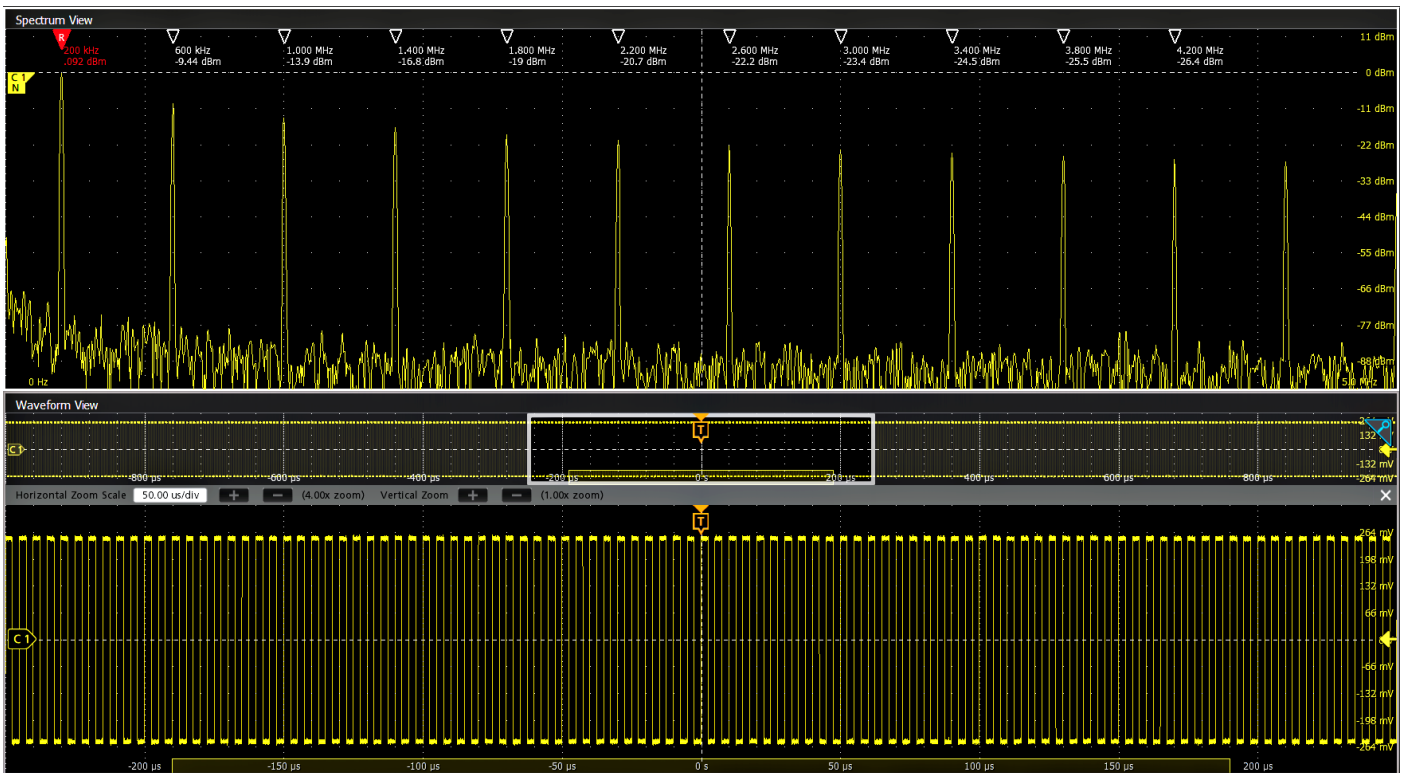 Spectrum View
R
200 kHz 600 kHz 1.000 MHz 1.400 MHz 1.800 MHz 2.200 MHz 2.600 MHz 3.000 MHz 3.400 MHz 3.800 MHz 4.200 MHz
.092 dBm -9.44 dBm -13.9 dBm -16.8 dBm -19 dBm -20.7 dBm -22.2 dBm -23.4 dBm -24.5 dBm -25.5 dBm -26.4 dBm
11 dBm
C 1
N
0 dBm
-11 dBm
-22 dBm
-33 dBm
-44 dBm
-55 dBm
-66 dBm
-77 dBm
-88 dBm
0 Hz 5.0 MHz
Waveform View
T
C 1
132
-132 mV
-800 µs -600 µs -400 µs -200 µs 0 s 200 µs 400 µs 600 µs 800 µs -264 mV
Horizontal Zoom Scale 50.00 us/div + − (4.00x zoom) Vertical Zoom + − (1.00x zoom)
T
264 mV
198 mV
132 mV
66 mV
C 1
-66 mV
-132 mV
-198 mV
-264 mV
-200 µs -150 µs -100 µs -50 µs 0 s 50 µs 100 µs 150 µs 200 µs